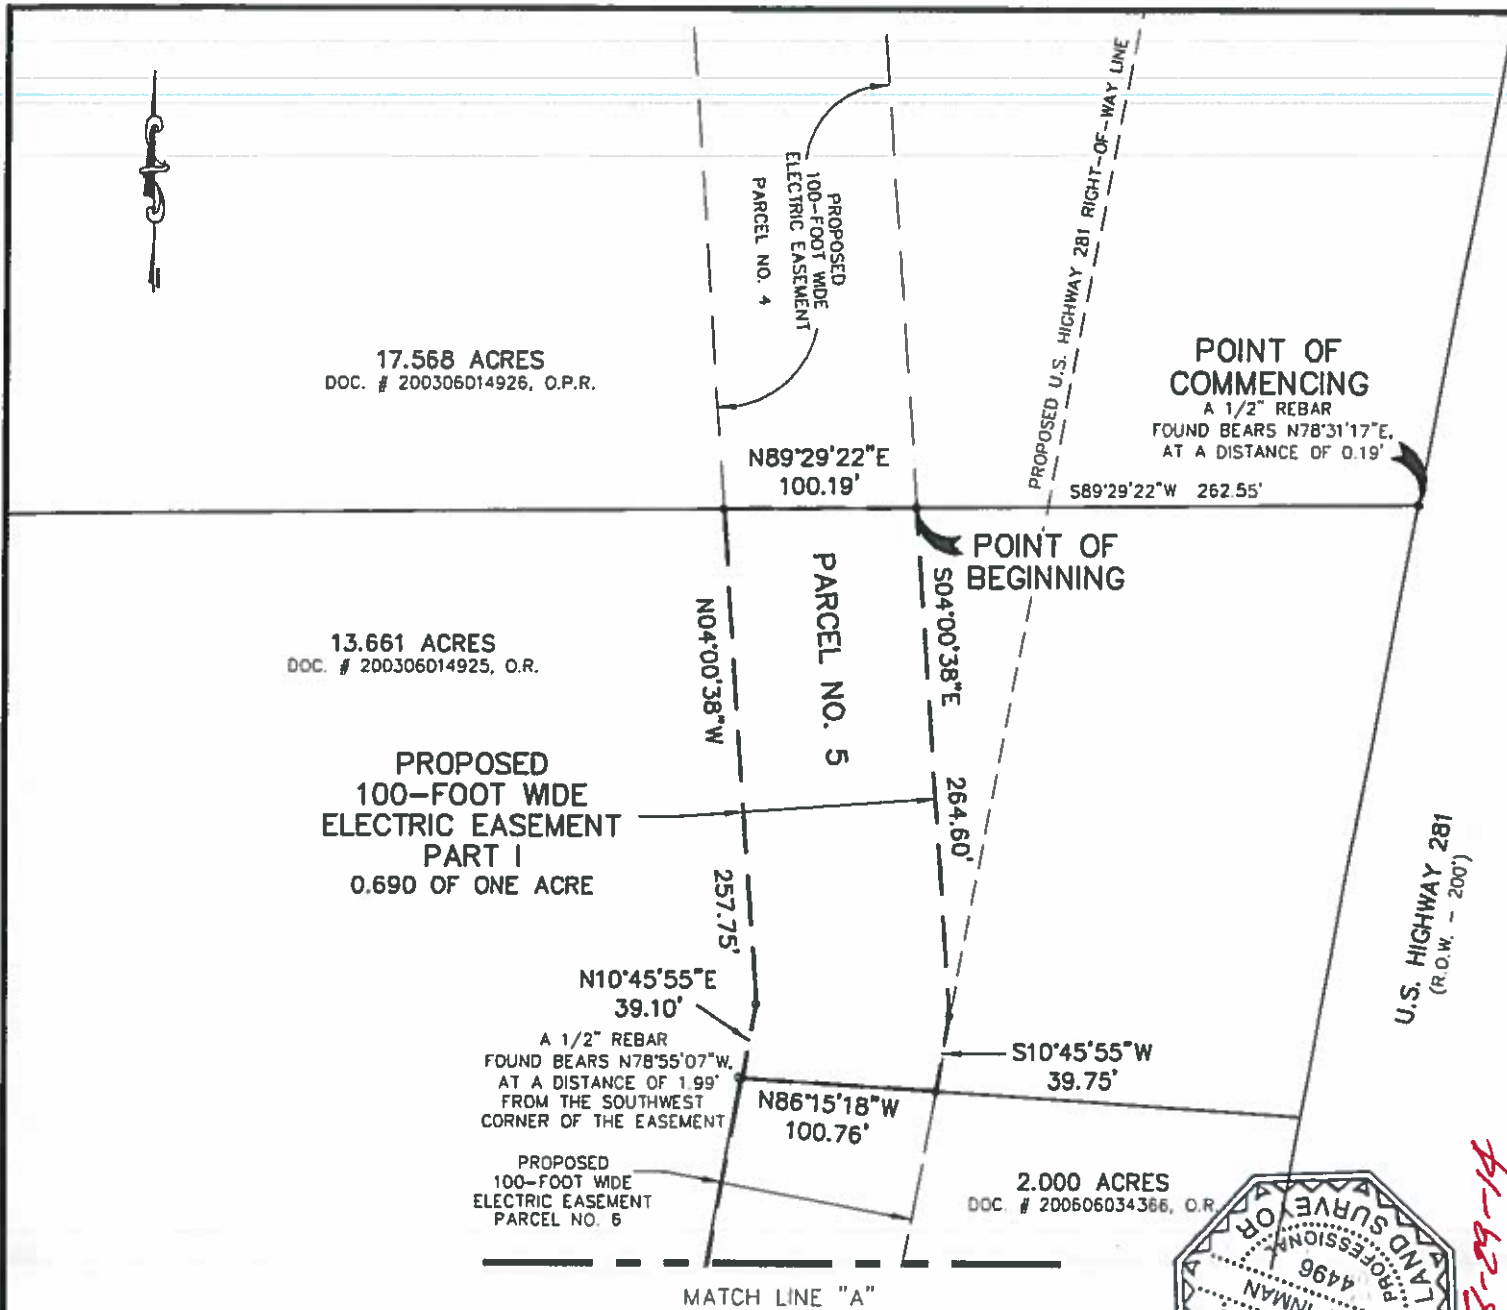 PROPOSED
100-FOOT WIDE
ELECTRIC EASEMENT
PARCEL NO. 4
PROPOSED U.S. HIGHWAY 281 RIGHT-OF-WAY LINE
17.568 ACRES
DOC. # 200306014926, O.P.R.
POINT OF
COMMENCING
A 1/2" REBAR
FOUND BEARS N78°31'17"E,
AT A DISTANCE OF 0.19'
N89°29'22"E
100.19'
S89°29'22"W 262.55'
POINT OF
BEGINNING
PARCEL NO. 5
N04°00'38"W
257.75'
S04°00'38"E
264.60'
13.661 ACRES
DOC. # 200306014925, O.R.
PROPOSED
100-FOOT WIDE
ELECTRIC EASEMENT
PART I
0.690 OF ONE ACRE
U.S. HIGHWAY 281
(R.O.W. - 200')
N10°45'55"E
39.10'
A 1/2" REBAR
FOUND BEARS N78°55'07"W,
AT A DISTANCE OF 1.99'
FROM THE SOUTHWEST
CORNER OF THE EASEMENT
S10°45'55"W
39.75'
N86°15'18"W
100.76'
PROPOSED
100-FOOT WIDE
ELECTRIC EASEMENT
PARCEL NO. 6
2.000 ACRES
DOC. # 200606034366, O.R.
LAND SURVEYOR
PROFESSIONAL
4496
INMAN
MATCH LINE "A"